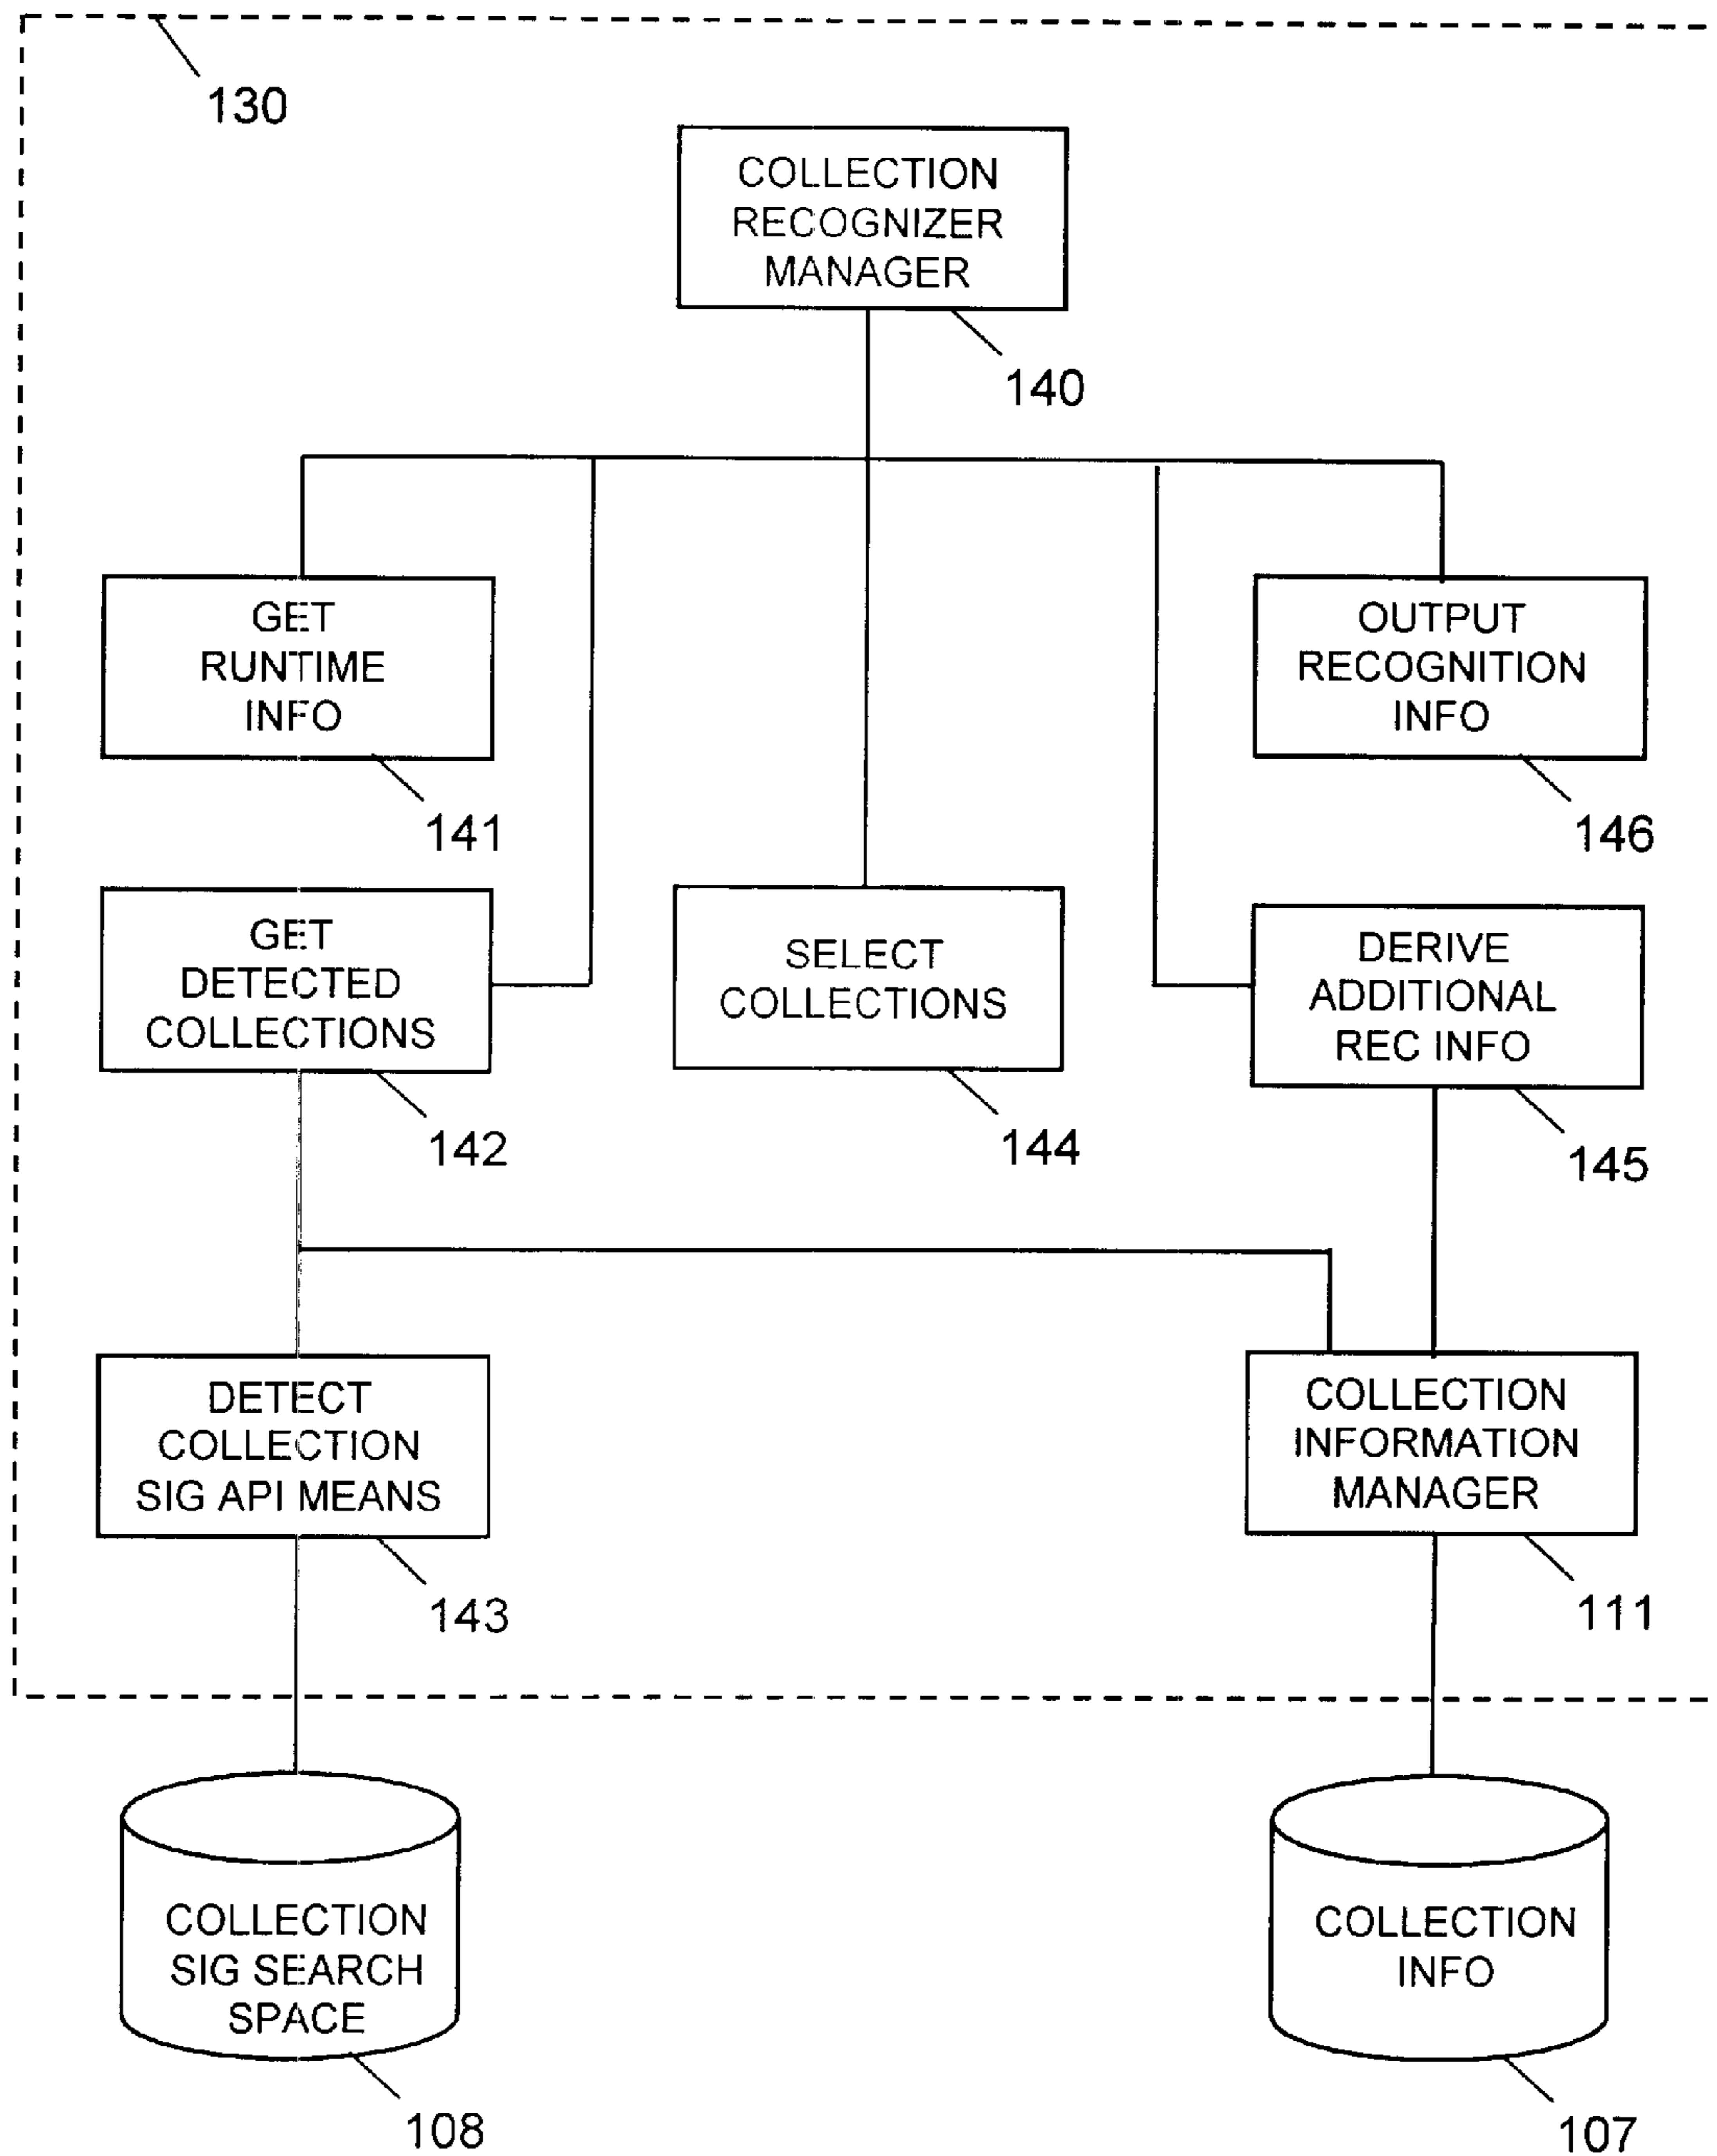 130
COLLECTION
RECOGNIZER
MANAGER
140
GET
RUNTIME
INFO
141
OUTPUT
RECOGNITION
INFO
146
GET
DETECTED
COLLECTIONS
142
SELECT
COLLECTIONS
144
DERIVE
ADDITIONAL
REC INFO
145
DETECT
COLLECTION
SIG API MEANS
143
COLLECTION
INFORMATION
MANAGER
111
COLLECTION
SIG SEARCH
SPACE
108
COLLECTION
INFO
107